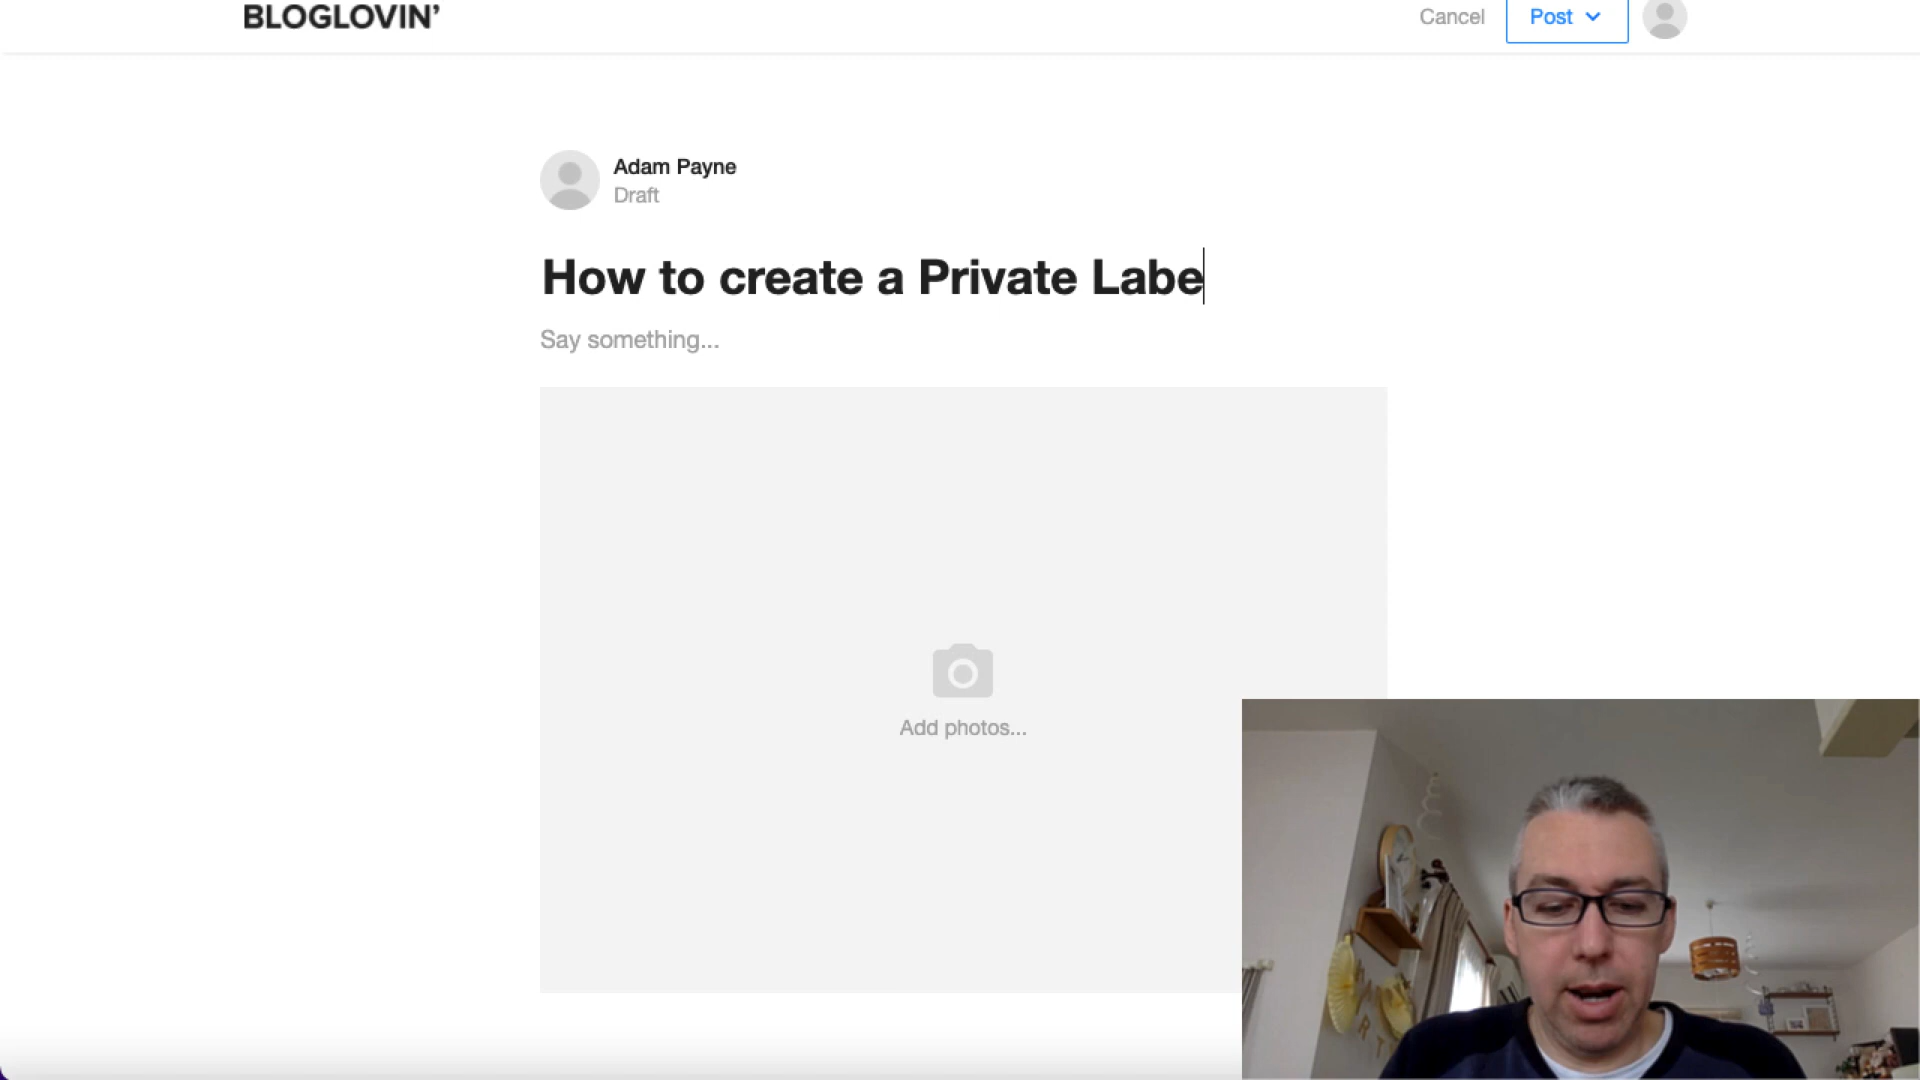 BLOGLOVIN’
Cancel
Post
Adam Payne
Draft
How to create a Private Labe
Say something...
Add photos...